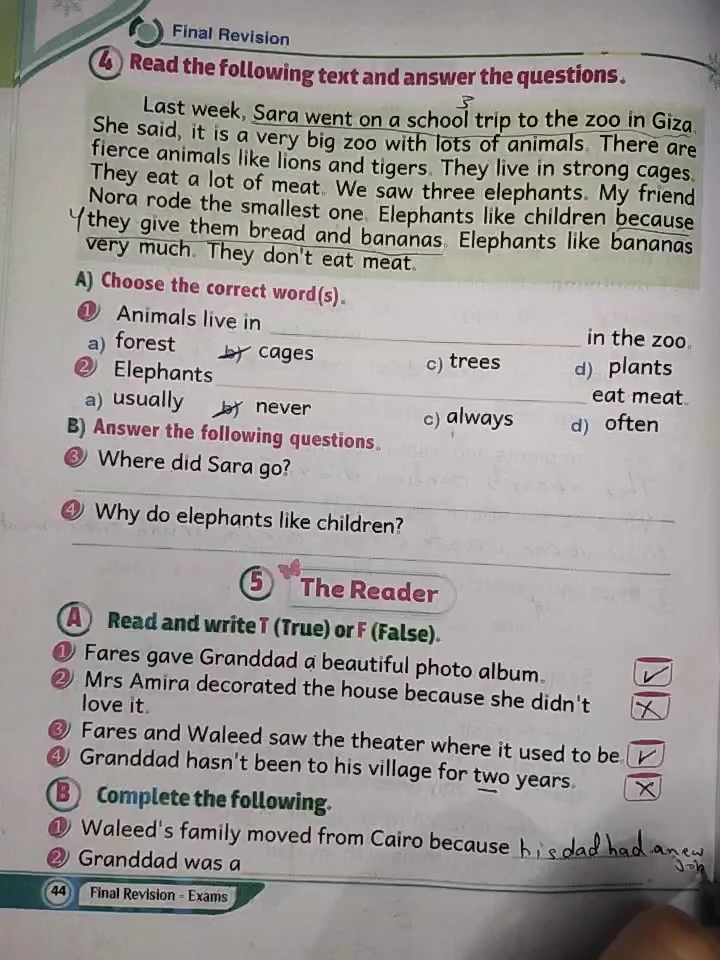 Final Revision
4 Read the following text and answer the questions.
3
Last week, Sara went on a school trip to the zoo in Giza.
She said, it is a very big zoo with lots of animals. There are
fierce animals like lions and tigers. They live in strong cages.
They eat a lot of meat. We saw three elephants. My friend
Nora rode the smallest one. Elephants like children because
4 they give them bread and bananas. Elephants like bananas
very much. They don't eat meat.
A) Choose the correct word(s).
1 Animals live in ______ in the zoo.
a) forest b) cages c) trees d) plants
2 Elephants ______ eat meat.
a) usually b) never c) always d) often
B) Answer the following questions.
3 Where did Sara go?
4 Why do elephants like children?
5 The Reader
A Read and write T (True) or F (False).
1 Fares gave Granddad a beautiful photo album. ✓
2 Mrs Amira decorated the house because she didn't
love it. X
3 Fares and Waleed saw the theater where it used to be. ✓
4 Granddad hasn't been to his village for two years. X
B Complete the following.
1 Waleed's family moved from Cairo because his dad had a new
Job
2 Granddad was a
44 Final Revision - Exams